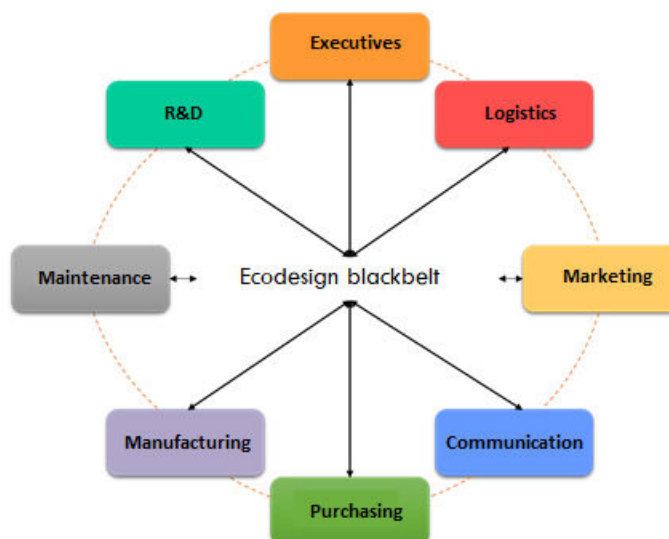 Executives
R&D
Logistics
Maintenance
Ecodesign blackbelt
Marketing
Manufacturing
Communication
Purchasing